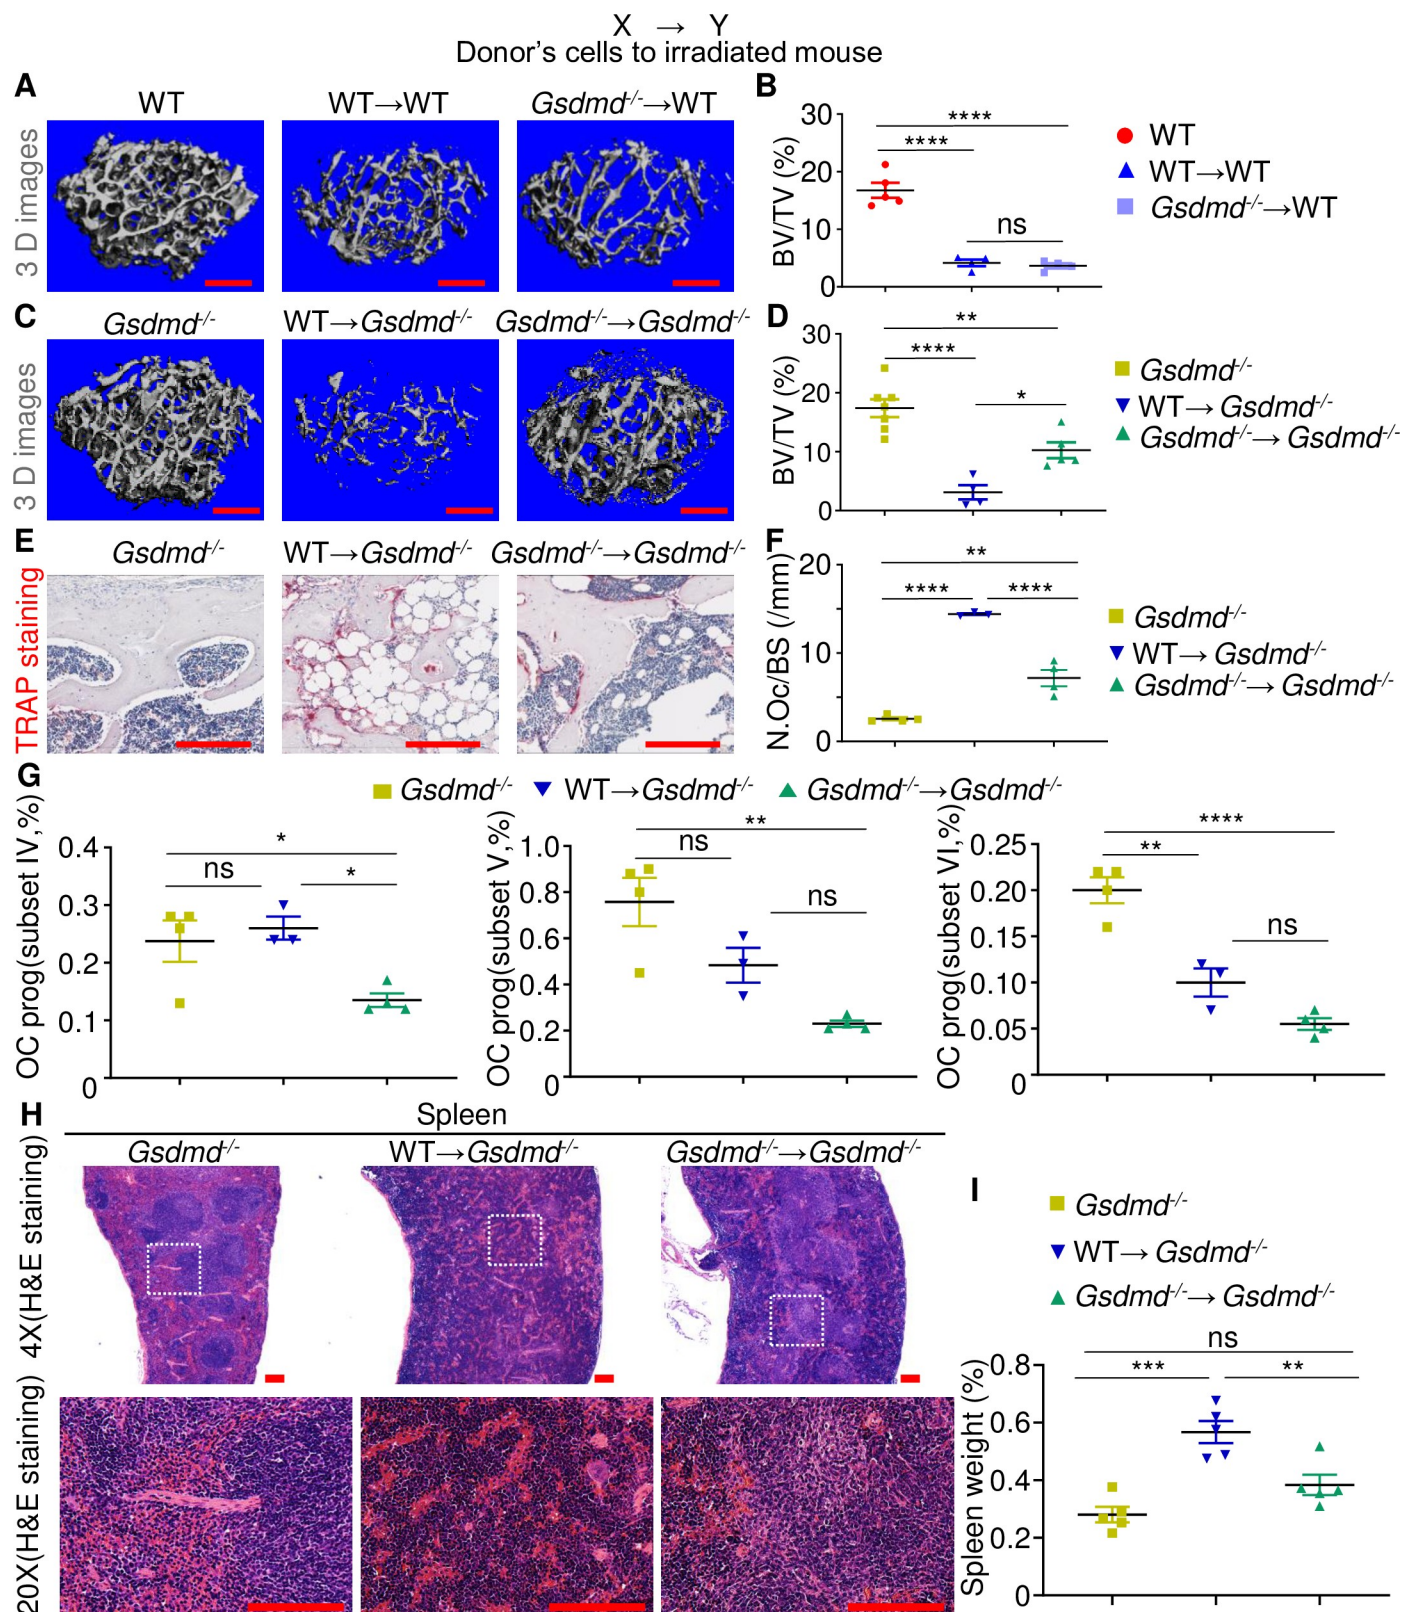 X → Y
Donor's cells to irradiated mouse
A
WT
WT→WT
Gsdmd-/-→WT
3 D images
B
BV/TV (%)
30
20
10
0
****
****
ns
WT
WT→WT
Gsdmd-/-→WT
C
Gsdmd-/-
WT→Gsdmd-/-
Gsdmd-/-→Gsdmd-/-
3 D images
D
BV/TV (%)
30
20
10
0
**
****
*
Gsdmd-/-
WT→Gsdmd-/-
Gsdmd-/-→Gsdmd-/-
E
Gsdmd-/-
WT→Gsdmd-/-
Gsdmd-/-→Gsdmd-/-
TRAP staining
F
N.Oc/BS (/mm)
20
10
0
**
****
****
Gsdmd-/-
WT→Gsdmd-/-
Gsdmd-/-→Gsdmd-/-
G
Gsdmd-/-
WT→Gsdmd-/-
Gsdmd-/-→Gsdmd-/-
OC prog(subset IV,%)
0.4
0.3
0.2
0.1
0
*
ns
*
OC prog(subset V,%)
1.0
0.8
0.6
0.4
0.2
0
**
ns
ns
OC prog(subset VI,%)
0.25
0.20
0.15
0.10
0.05
0
****
**
ns
H
Spleen
Gsdmd-/-
WT→Gsdmd-/-
Gsdmd-/-→Gsdmd-/-
4X(H&E staining)
20X(H&E staining)
I
Gsdmd-/-
WT→Gsdmd-/-
Gsdmd-/-→Gsdmd-/-
Spleen weight (%)
0.8
0.6
0.4
0.2
0
ns
***
**